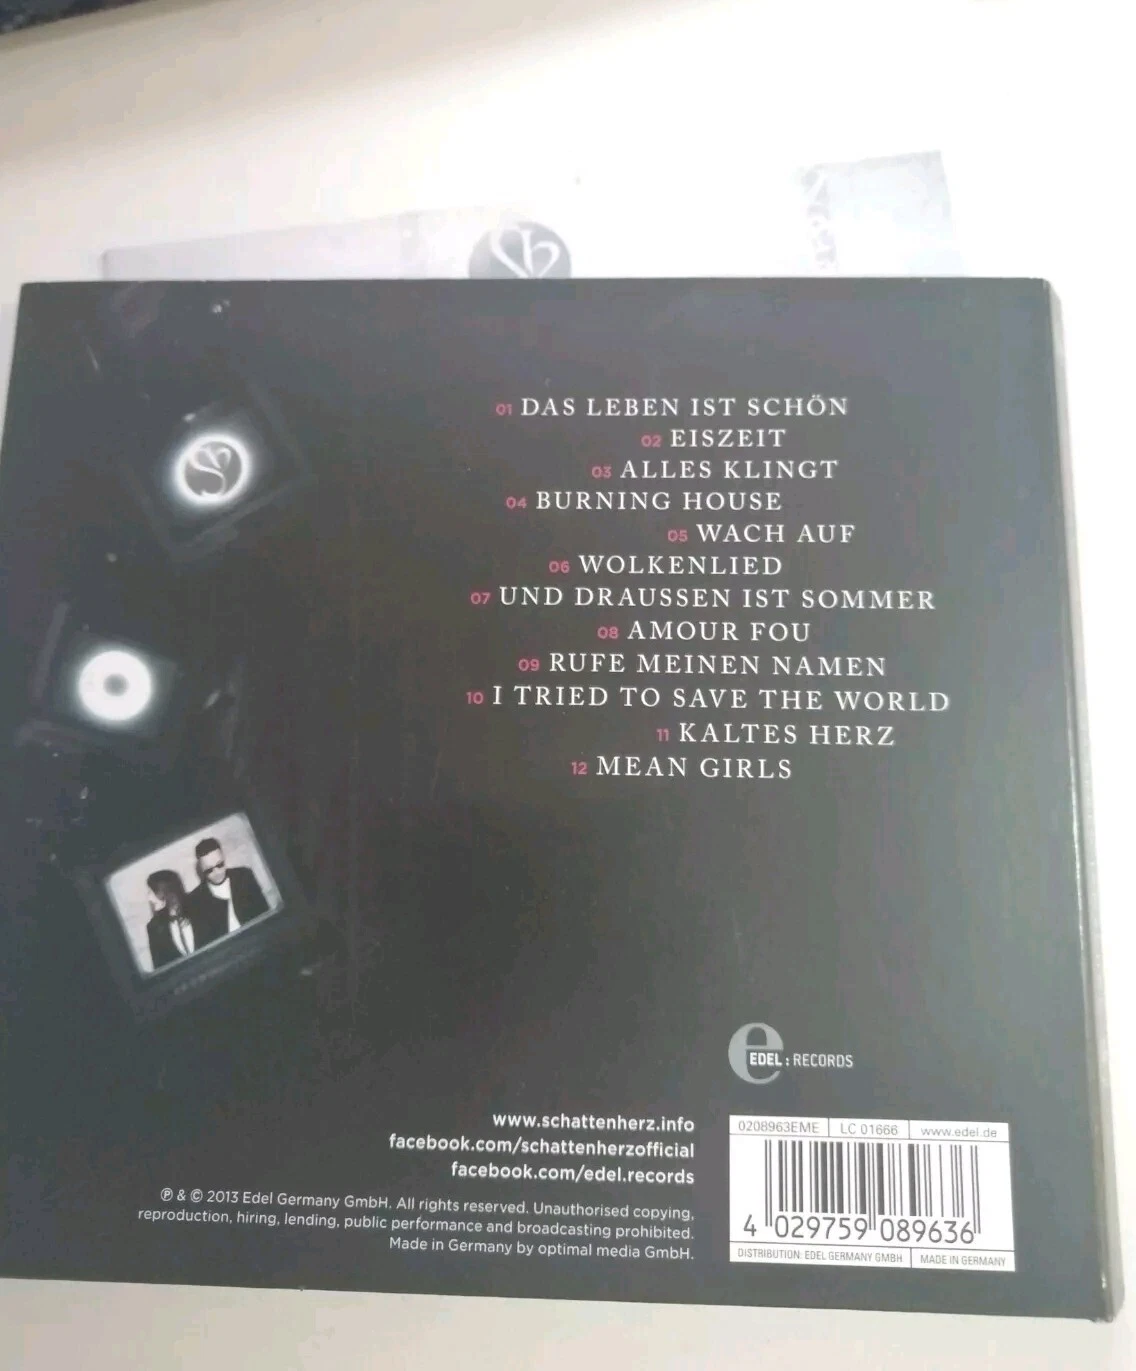 01 DAS LEBEN IST SCHÖN
02 EISZEIT
03 ALLES KLINGT
04 BURNING HOUSE
05 WACH AUF
06 WOLKENLIED
07 UND DRAUSSEN IST SOMMER
08 AMOUR FOU
09 RUFE MEINEN NAMEN
10 I TRIED TO SAVE THE WORLD
11 KALTES HERZ
12 MEAN GIRLS
e
EDEL : RECORDS
www.schattenherz.info
facebook.com/schattenherzofficial
facebook.com/edel.records
℗ & © 2013 Edel Germany GmbH. All rights reserved. Unauthorised copying,
reproduction, hiring, lending, public performance and broadcasting prohibited.
Made in Germany by optimal media GmbH.
0208963EME LC 01666 www.edel.de
4 029759 089636
DISTRIBUTION: EDEL GERMANY GMBH MADE IN GERMANY